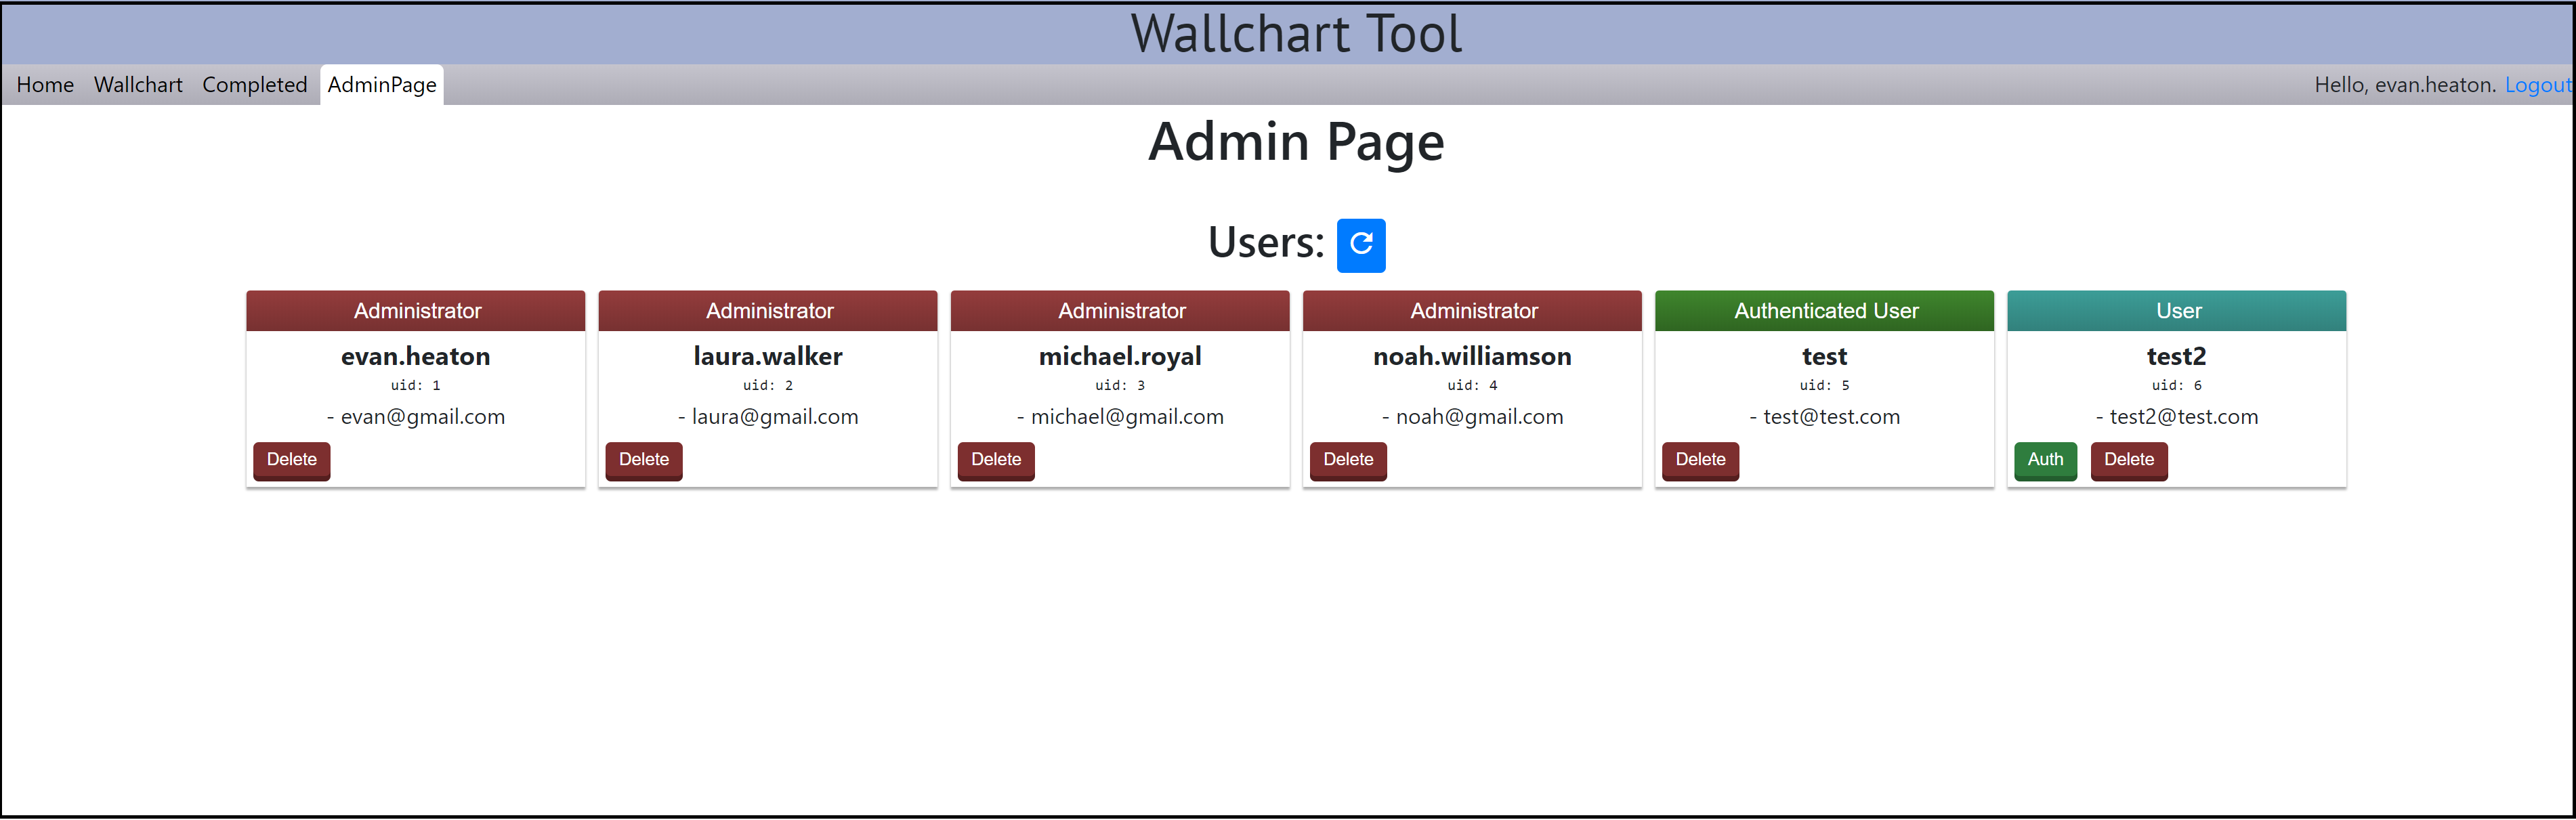 Wallchart Tool
Home Wallchart Completed AdminPage Hello, evan.heaton. Logout
Admin Page
Users:
Administrator
evan.heaton
uid: 1
- evan@gmail.com
Delete
Administrator
laura.walker
uid: 2
- laura@gmail.com
Delete
Administrator
michael.royal
uid: 3
- michael@gmail.com
Delete
Administrator
noah.williamson
uid: 4
- noah@gmail.com
Delete
Authenticated User
test
uid: 5
- test@test.com
Delete
User
test2
uid: 6
- test2@test.com
Auth Delete